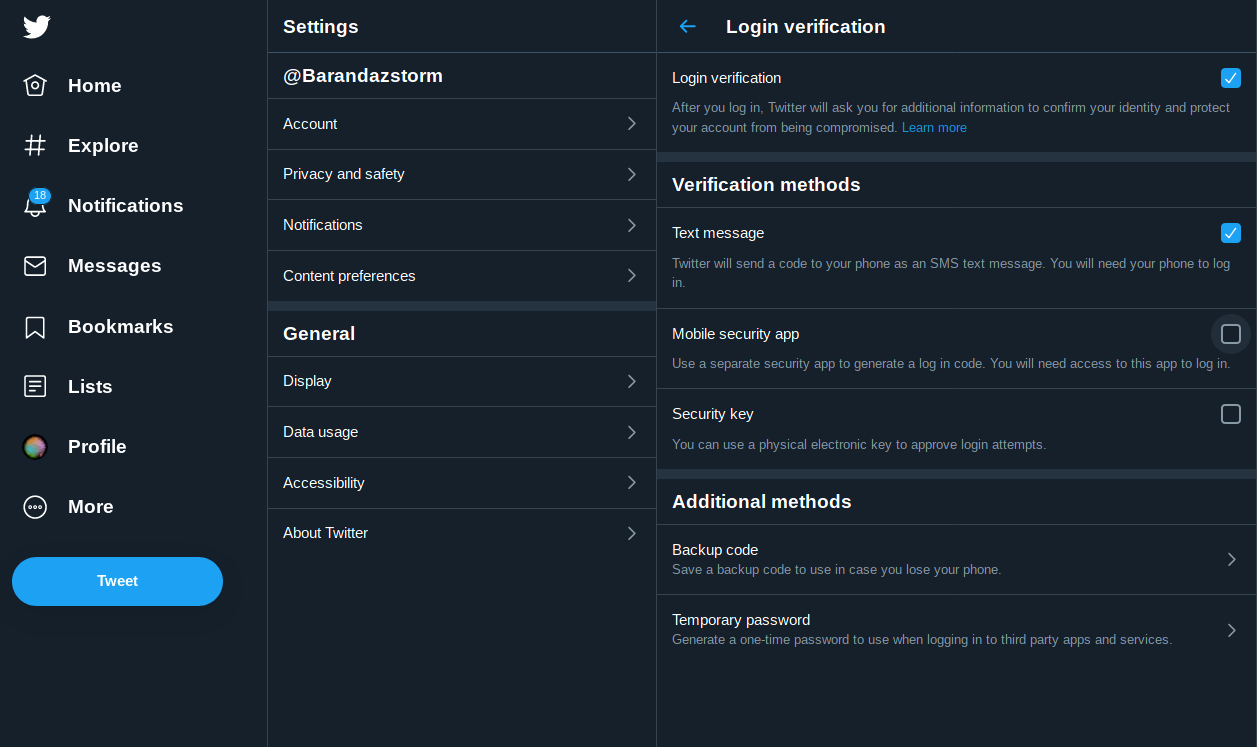 Home
Explore
18
Notifications
Messages
Bookmarks
Lists
Profile
More
Tweet
Settings
@Barandazstorm
Account
Privacy and safety
Notifications
Content preferences
General
Display
Data usage
Accessibility
About Twitter
Login verification
Login verification
After you log in, Twitter will ask you for additional information to confirm your identity and protect
your account from being compromised. Learn more
Verification methods
Text message
Twitter will send a code to your phone as an SMS text message. You will need your phone to log
in.
Mobile security app
Use a separate security app to generate a log in code. You will need access to this app to log in.
Security key
You can use a physical electronic key to approve login attempts.
Additional methods
Backup code
Save a backup code to use in case you lose your phone.
Temporary password
Generate a one-time password to use when logging in to third party apps and services.